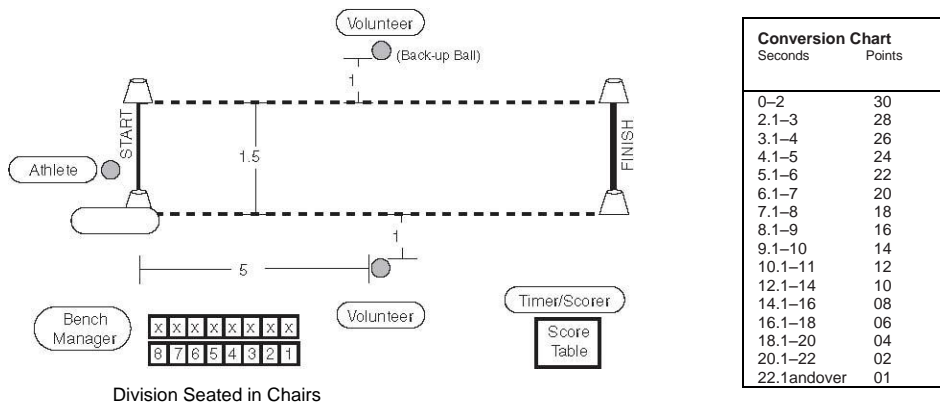 Volunteer
(Back-up Ball)
1
START
1.5
FINISH
Athlete
1
5
Volunteer
Timer/Scorer
Bench
Manager
x x x x x x x x
8 7 6 5 4 3 2 1
Score
Table
Division Seated in Chairs
Conversion Chart
Seconds Points
0–2 30
2.1–3 28
3.1–4 26
4.1–5 24
5.1–6 22
6.1–7 20
7.1–8 18
8.1–9 16
9.1–10 14
10.1–11 12
12.1–14 10
14.1–16 08
16.1–18 06
18.1–20 04
20.1–22 02
22.1andover 01